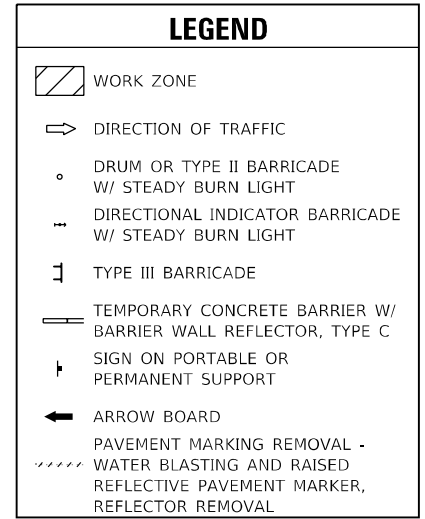 LEGEND
WORK ZONE
DIRECTION OF TRAFFIC
DRUM OR TYPE II BARRICADE
W/ STEADY BURN LIGHT
DIRECTIONAL INDICATOR BARRICADE
W/ STEADY BURN LIGHT
TYPE III BARRICADE
TEMPORARY CONCRETE BARRIER W/
BARRIER WALL REFLECTOR, TYPE C
SIGN ON PORTABLE OR
PERMANENT SUPPORT
ARROW BOARD
PAVEMENT MARKING REMOVAL -
WATER BLASTING AND RAISED
REFLECTIVE PAVEMENT MARKER,
REFLECTOR REMOVAL